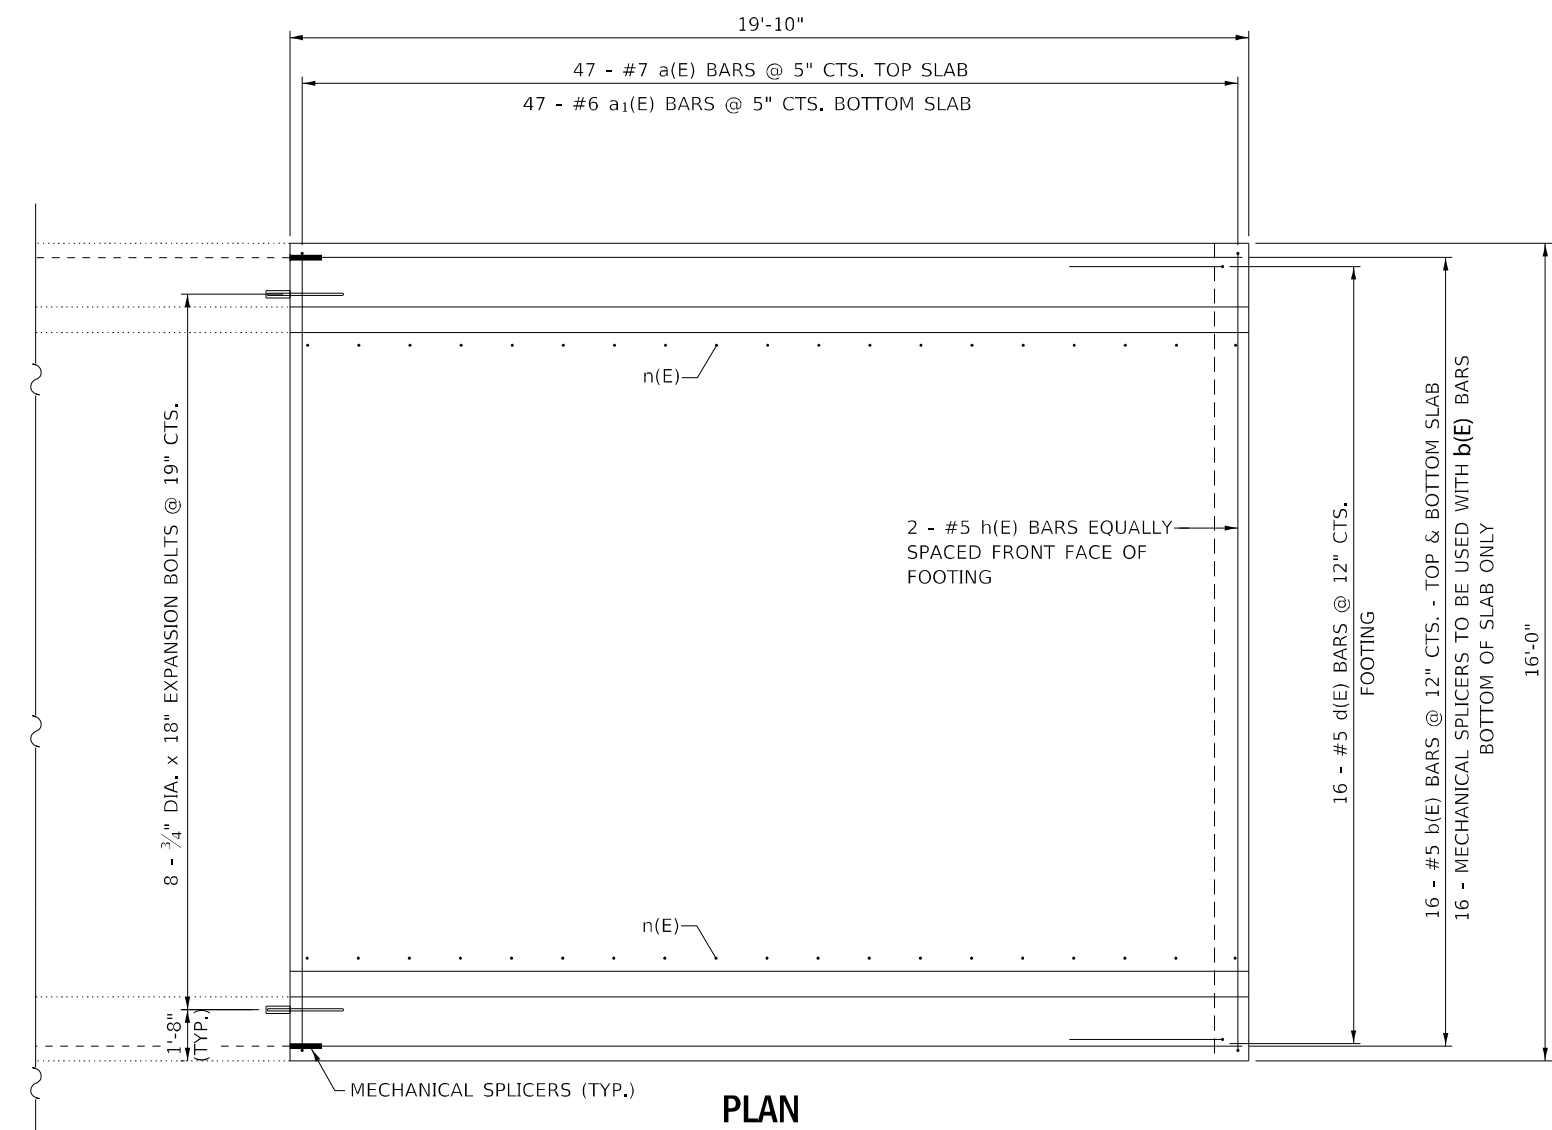 19'-10"
47 - #7 a(E) BARS @ 5" CTS. TOP SLAB
47 - #6 a₁(E) BARS @ 5" CTS. BOTTOM SLAB
n(E)
8 - ¾" DIA. x 18" EXPANSION BOLTS @ 19" CTS.
2 - #5 h(E) BARS EQUALLY
SPACED FRONT FACE OF
FOOTING
16 - #5 d(E) BARS @ 12" CTS.
FOOTING
16 - #5 b(E) BARS @ 12" CTS. - TOP & BOTTOM SLAB
16 - MECHANICAL SPLICERS TO BE USED WITH b(E) BARS
BOTTOM OF SLAB ONLY
16'-0"
n(E)
1'-8"
(TYP.)
MECHANICAL SPLICERS (TYP.)
PLAN